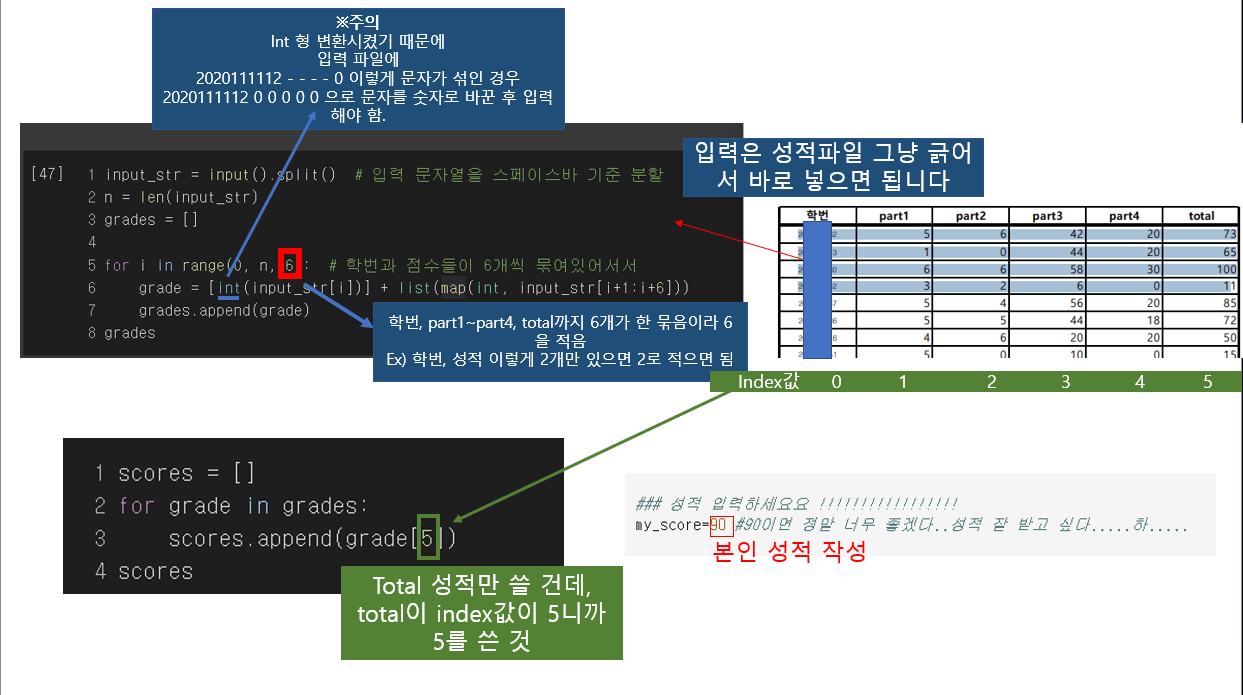 ※주의
Int 형 변환시켰기 때문에
입력 파일에
2020111112 - - - - 0 이렇게 문자가 섞인 경우
2020111112 0 0 0 0 0 으로 문자를 숫자로 바꾼 후 입력
해야 함.
입력은 성적파일 그냥 긁어
서 바로 넣으면 됩니다
[47] 1 input_str = input().split() # 입력 문자열을 스페이스바 기준 분할
2 n = len(input_str)
3 grades = []
4
5 for i in range(0, n, 6): # 학번과 점수들이 6개씩 묶여있어서서
6 grade = [int(input_str[i])] + list(map(int, input_str[i+1:i+6]))
7 grades.append(grade)
8 grades
학번, part1~part4, total까지 6개가 한 묶음이라 6
을 적음
Ex) 학번, 성적 이렇게 2개만 있으면 2로 적으면 됨
학번 part1 part2 part3 part4 total
5 6 42 20 73
1 0 44 20 65
6 6 58 30 100
3 2 6 0 11
5 4 56 20 85
5 5 44 18 72
4 6 20 20 50
5 0 10 0 15
Index값 0 1 2 3 4 5
1 scores = []
2 for grade in grades:
3 scores.append(grade[5])
4 scores
Total 성적만 쓸 건데,
total이 index값이 5니까
5를 쓴 것
### 성적 입력하세요요 !!!!!!!!!!!!!!!!!
my_score=90 #90이면 정말 너무 좋겠다..성적 잘 받고 싶다.....하.....
본인 성적 작성